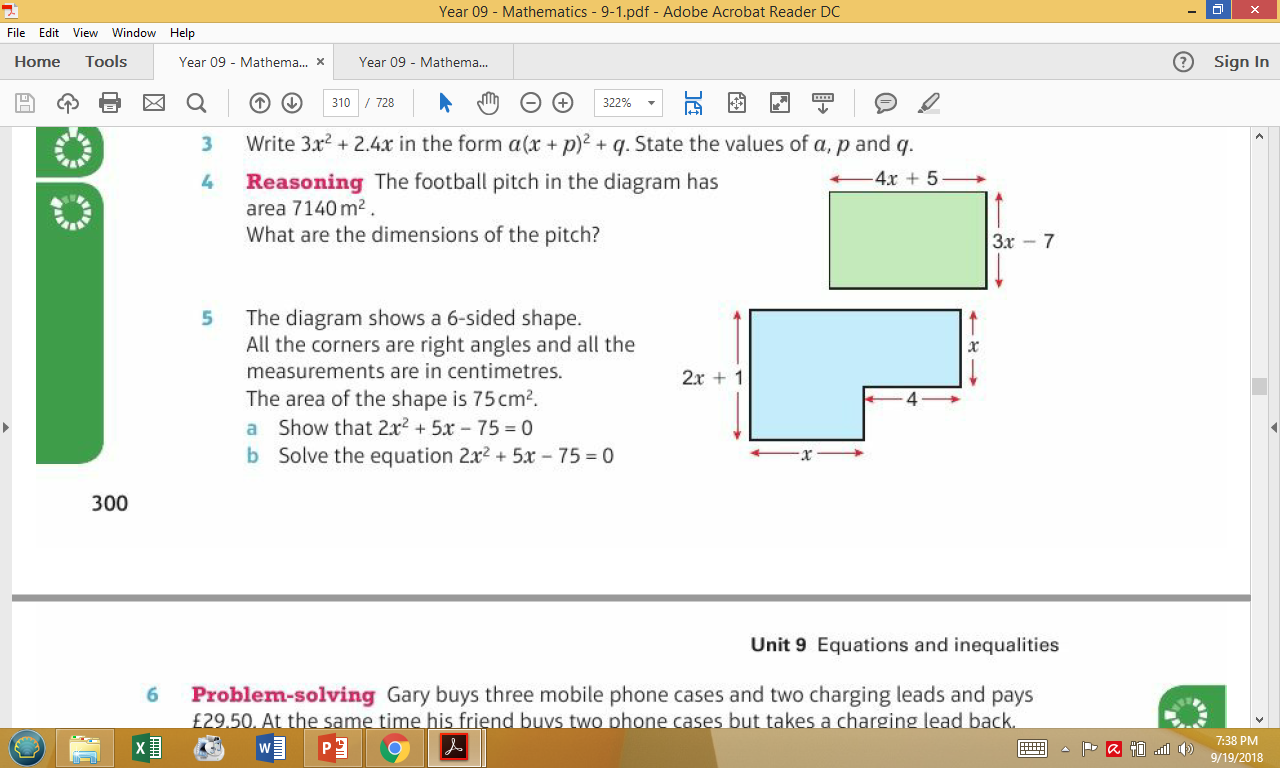 Year 09 - Mathematics - 9-1.pdf - Adobe Acrobat Reader DC
File Edit View Window Help
Home Tools Year 09 - Mathema... × Year 09 - Mathema... ? Sign In
310 / 728 322%
3 Write 3x² + 2.4x in the form a(x + p)² + q. State the values of a, p and q.
4 Reasoning The football pitch in the diagram has
area 7140 m² .
What are the dimensions of the pitch?
4x + 5
3x − 7
5 The diagram shows a 6-sided shape.
All the corners are right angles and all the
measurements are in centimetres.
The area of the shape is 75 cm².
a Show that 2x² + 5x − 75 = 0
b Solve the equation 2x² + 5x − 75 = 0
2x + 1
x
4
x
300
Unit 9 Equations and inequalities
6 Problem-solving Gary buys three mobile phone cases and two charging leads and pays
£29.50. At the same time his friend buys two phone cases but takes a charging lead back.
7:38 PM
9/19/2018